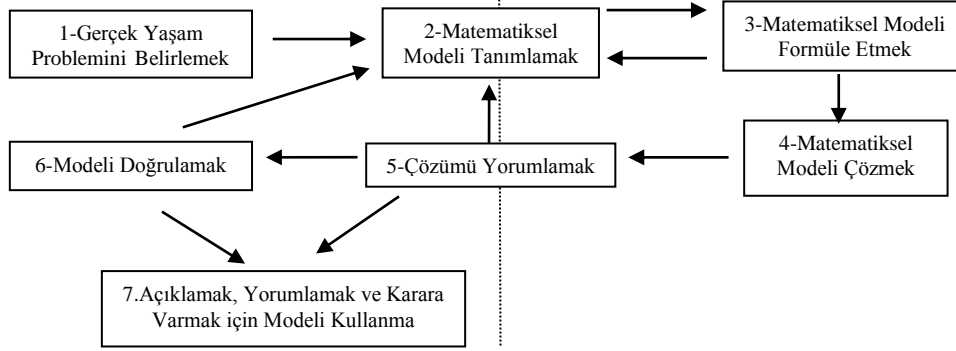 1-Gerçek Yaşam
Problemini Belirlemek
2-Matematiksel
Modeli Tanımlamak
3-Matematiksel Modeli
Formüle Etmek
6-Modeli Doğrulamak
5-Çözümü Yorumlamak
4-Matematiksel
Modeli Çözmek
7.Açıklamak, Yorumlamak ve Karara
Varmak için Modeli Kullanma